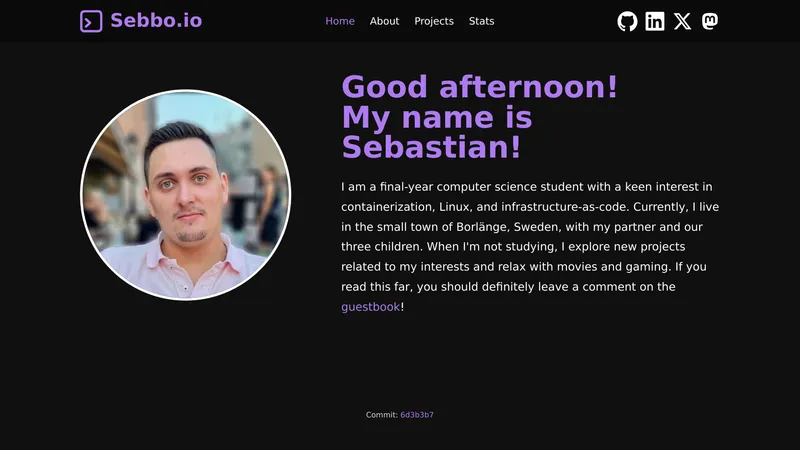 Sebbo.io
Home About Projects Stats
Good afternoon!
My name is
Sebastian!
I am a final-year computer science student with a keen interest in
containerization, Linux, and infrastructure-as-code. Currently, I live
in the small town of Borlänge, Sweden, with my partner and our
three children. When I'm not studying, I explore new projects
related to my interests and relax with movies and gaming. If you
read this far, you should definitely leave a comment on the
guestbook!
Commit: 6d3b3b7